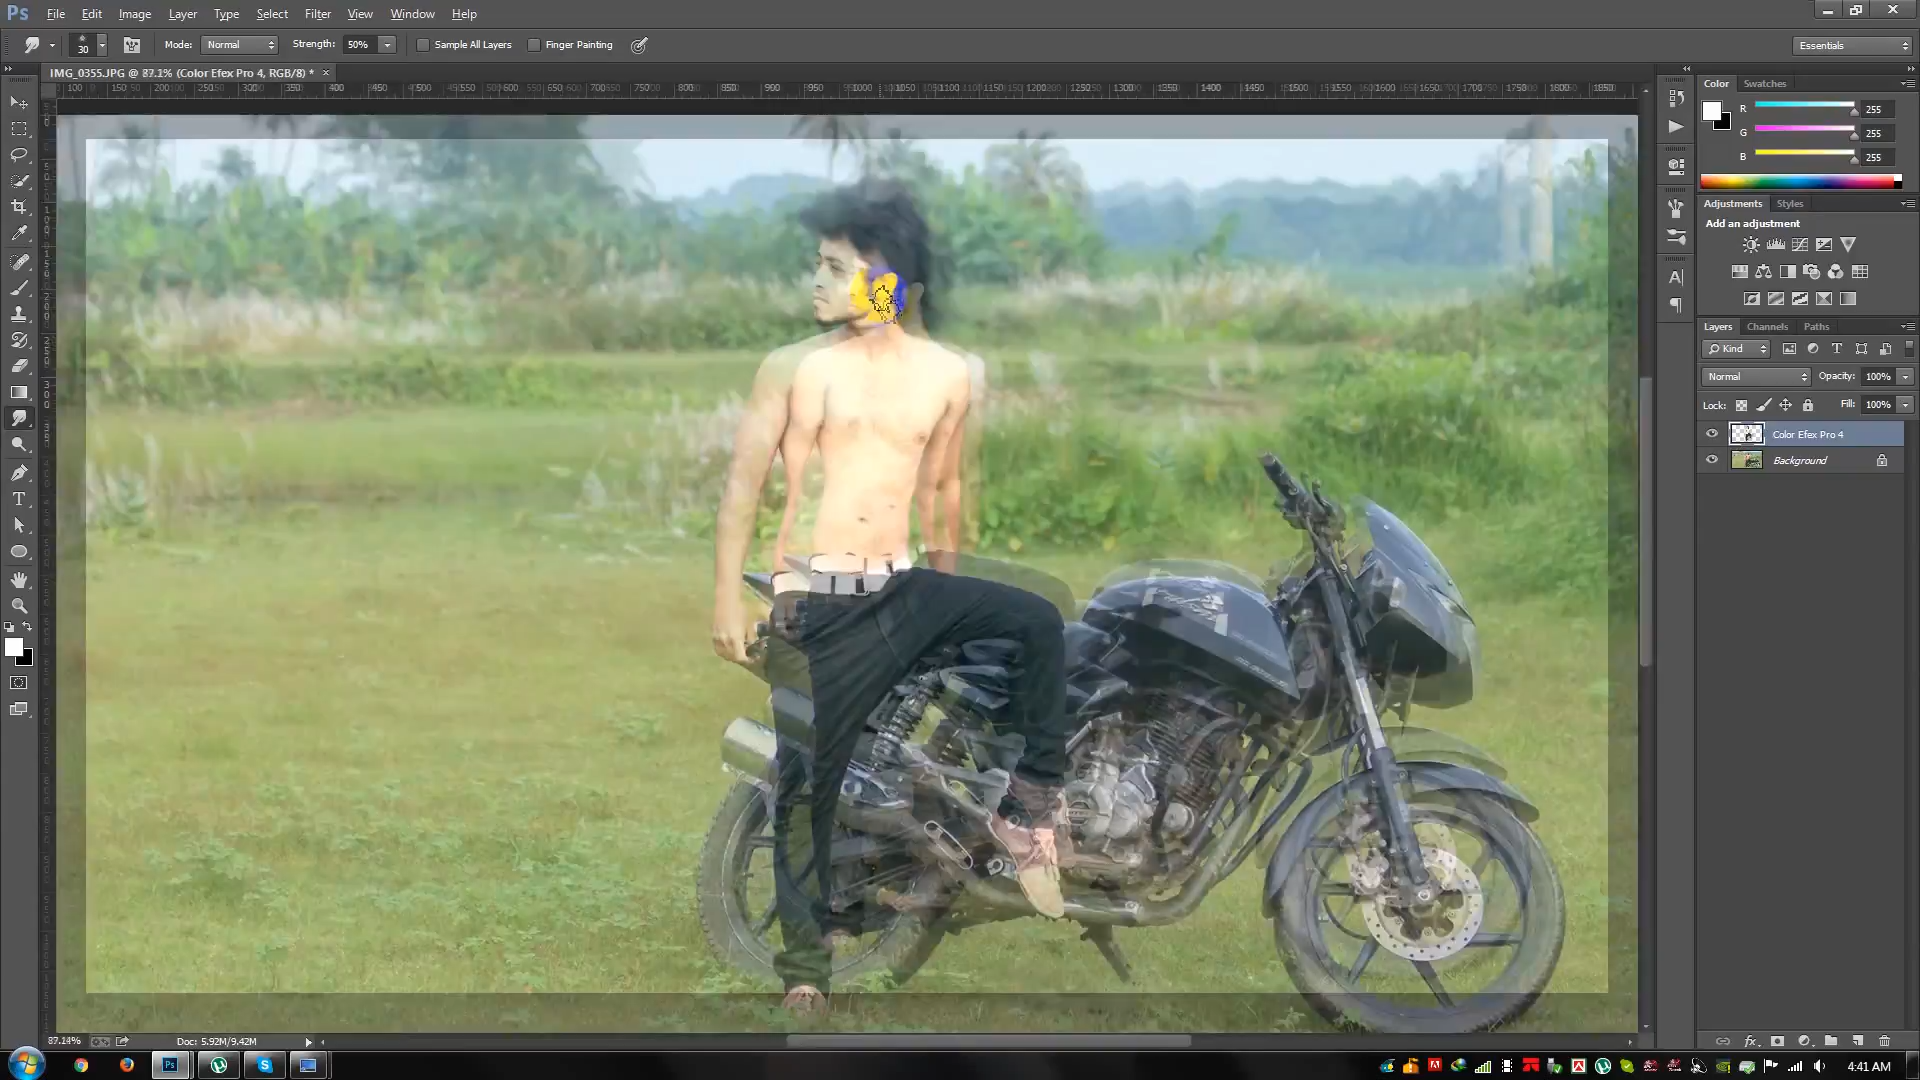 Ps File Edit Image Layer Type Select Filter View Window Help
30 Mode: Normal Strength: 50% Sample All Layers Finger Painting Essentials
IMG_0355.JPG @ 87.1% (Color Efex Pro 4, RGB/8) * ×
Color Swatches
R 255
G 255
B 255
Adjustments Styles
Add an adjustment
Layers Channels Paths
Kind
Normal Opacity: 100%
Lock: Fill: 100%
Color Efex Pro 4
Background
87.14% Doc: 5.92M/9.42M
4:41 AM